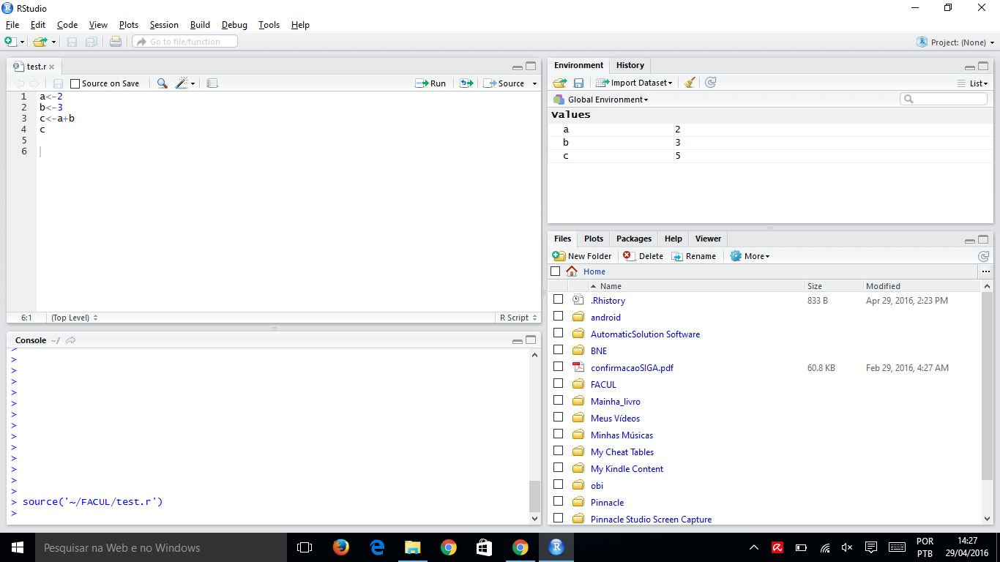 RStudio
File Edit Code View Plots Session Build Debug Tools Help
Go to file/function
Project: (None)
test.r
Source on Save
Run
Source
1 a<-2
2 b<-3
3 c<-a+b
4 c
5
6
6:1
(Top Level)
R Script
Console ~/
>
>
>
>
>
>
>
>
>
>
>
>
>
>
> source('~/FACUL/test.r')
>
Environment History
Import Dataset
List
Global Environment
Values
a 2
b 3
c 5
Files Plots Packages Help Viewer
New Folder Delete Rename More
Home
...
Name Size Modified
.Rhistory 833 B Apr 29, 2016, 2:23 PM
android
AutomaticSolution Software
BNE
confirmacaoSIGA.pdf 60.8 KB Feb 29, 2016, 4:27 AM
FACUL
Mainha_livro
Meus Vídeos
Minhas Músicas
My Cheat Tables
My Kindle Content
obi
Pinnacle
Pinnacle Studio Screen Capture
Pesquisar na Web e no Windows
POR
PTB
14:27
29/04/2016